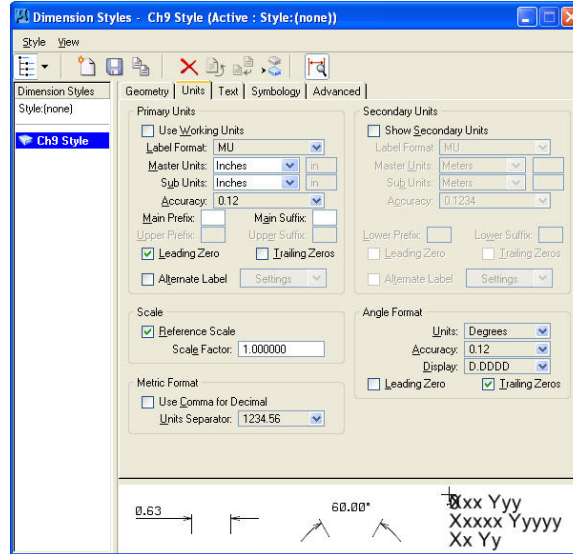 Dimension Styles - Ch9 Style (Active : Style:(none))
Style View
Dimension Styles
Style:(none)
Ch9 Style
Geometry Units Text Symbology Advanced
Primary Units
Use Working Units
Label Format: MU
Master Units: Inches in
Sub Units: Inches in
Accuracy: 0.12
Main Prefix: Main Suffix:
Upper Prefix: Upper Suffix:
Leading Zero Trailing Zeros
Alternate Label Settings
Secondary Units
Show Secondary Units
Label Format MU
Master Units: Meters
Sub Units: Meters
Accuracy: 0.1234
Lower Prefix: Lower Suffix:
Leading Zero Trailing Zeros
Alternate Label Settings
Scale
Reference Scale
Scale Factor: 1.000000
Metric Format
Use Comma for Decimal
Units Separator: 1234.56
Angle Format
Units: Degrees
Accuracy: 0.12
Display: D.DDDD
Leading Zero Trailing Zeros
0.63
60.00°
Xxx Yyy
Xxxxx Yyyyy
Xx Yy